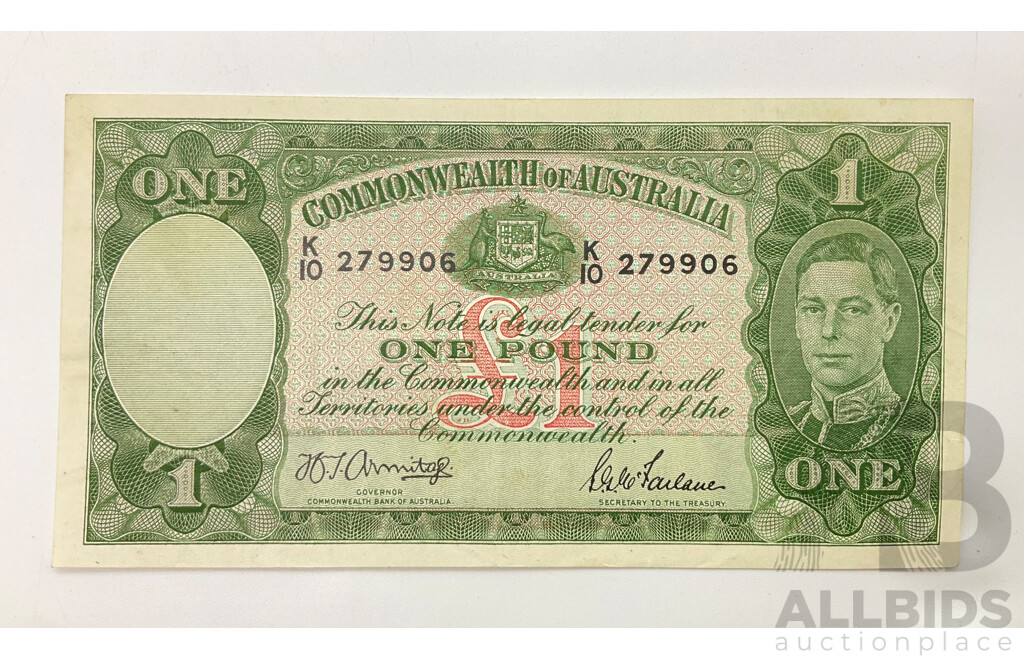 ONE
1
COMMONWEALTH OF AUSTRALIA
K/10 279906
K/10 279906
AUSTRALIA
This Note is legal tender for
ONE POUND
£1
in the Commonwealth and in all
Territories under the control of the
Commonwealth.
H.T. Armitage.
GOVERNOR
COMMONWEALTH BANK OF AUSTRALIA.
S.G. McFarlane
SECRETARY TO THE TREASURY.
1
ONE
B
ALLBIDS
auctionplace